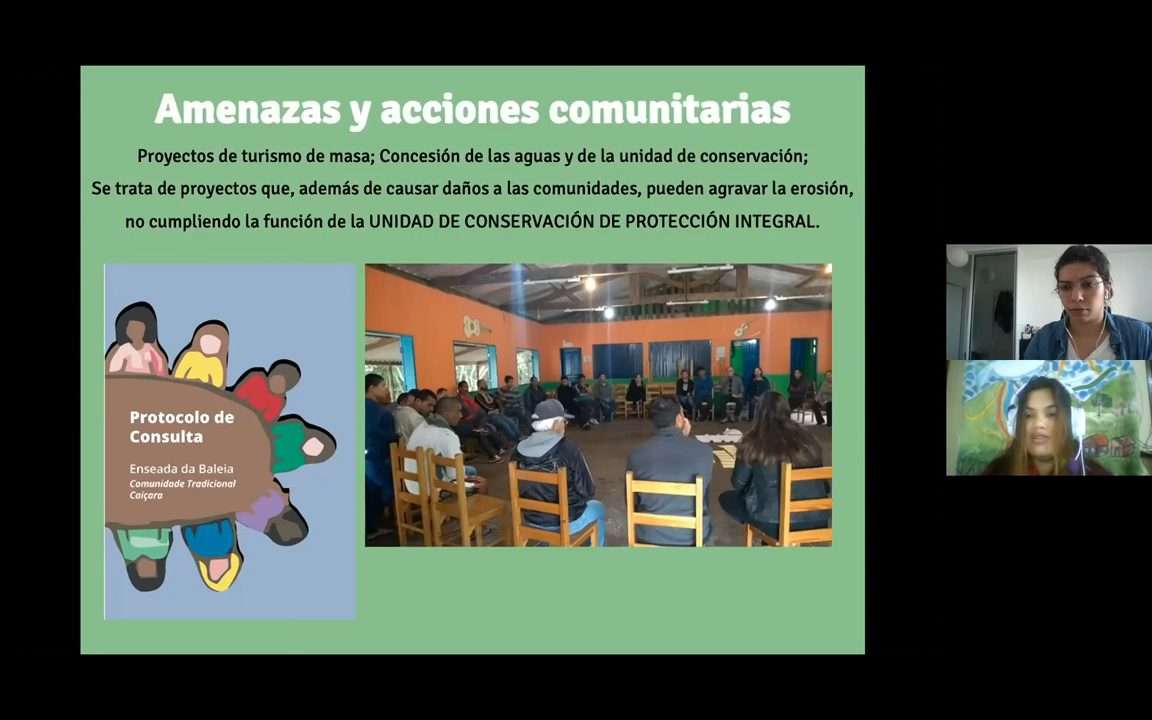 Amenazas y acciones comunitarias
Proyectos de turismo de masa; Concesión de las aguas y de la unidad de conservación;
Se trata de proyectos que, además de causar daños a las comunidades, pueden agravar la erosión,
no cumpliendo la función de la UNIDAD DE CONSERVACIÓN DE PROTECCIÓN INTEGRAL.
Protocolo de
Consulta
Enseada da Baleia
Comunidade Tradicional
Caiçara